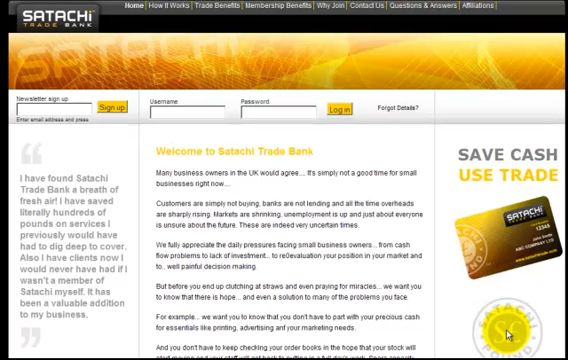 SATACHi
TRADE BANK
Home | How It Works | Trade Benefits | Membership Benefits | Why Join | Contact Us | Questions & Answers | Affiliations
SATACHI
Newsletter sign up
Sign up
Enter email address and press
Username
Password
Log in
Forgot Details?
I have found Satachi
Trade Bank a breath of
fresh air! I have saved
literally hundreds of
pounds on services I
previously would have
had to dig deep to cover.
Also I have clients now I
would never have had if I
wasn't a member of
Satachi myself. It has
been a valuable addition
to my business.
Welcome to Satachi Trade Bank
Many business owners in the UK would agree.... It's simply not a good time for small
businesses right now....
Customers are simply not buying, banks are not lending and all the time overheads
are sharply rising. Markets are shrinking, unemployment is up and just about everyone
is unsure about the future. These are indeed very uncertain times.
We fully appreciate the daily pressures facing small business owners... from cash
flow problems to lack of investment... to re0evaluation your position in your market and
to.. well painful decision making.
But before you end up clutching at straws and even praying for miracles... we want you
to know that there is hope... and even a solution to many of the problems you face.
For example... we want you to know that you don't have to part with your precious cash
for essentials like printing, advertising anf your marketing needs.
And you don't have to keep checking your order books in the hope that your stock will
SAVE CASH
USE TRADE
SATACHi
12345
SATACHI
SC
POUND